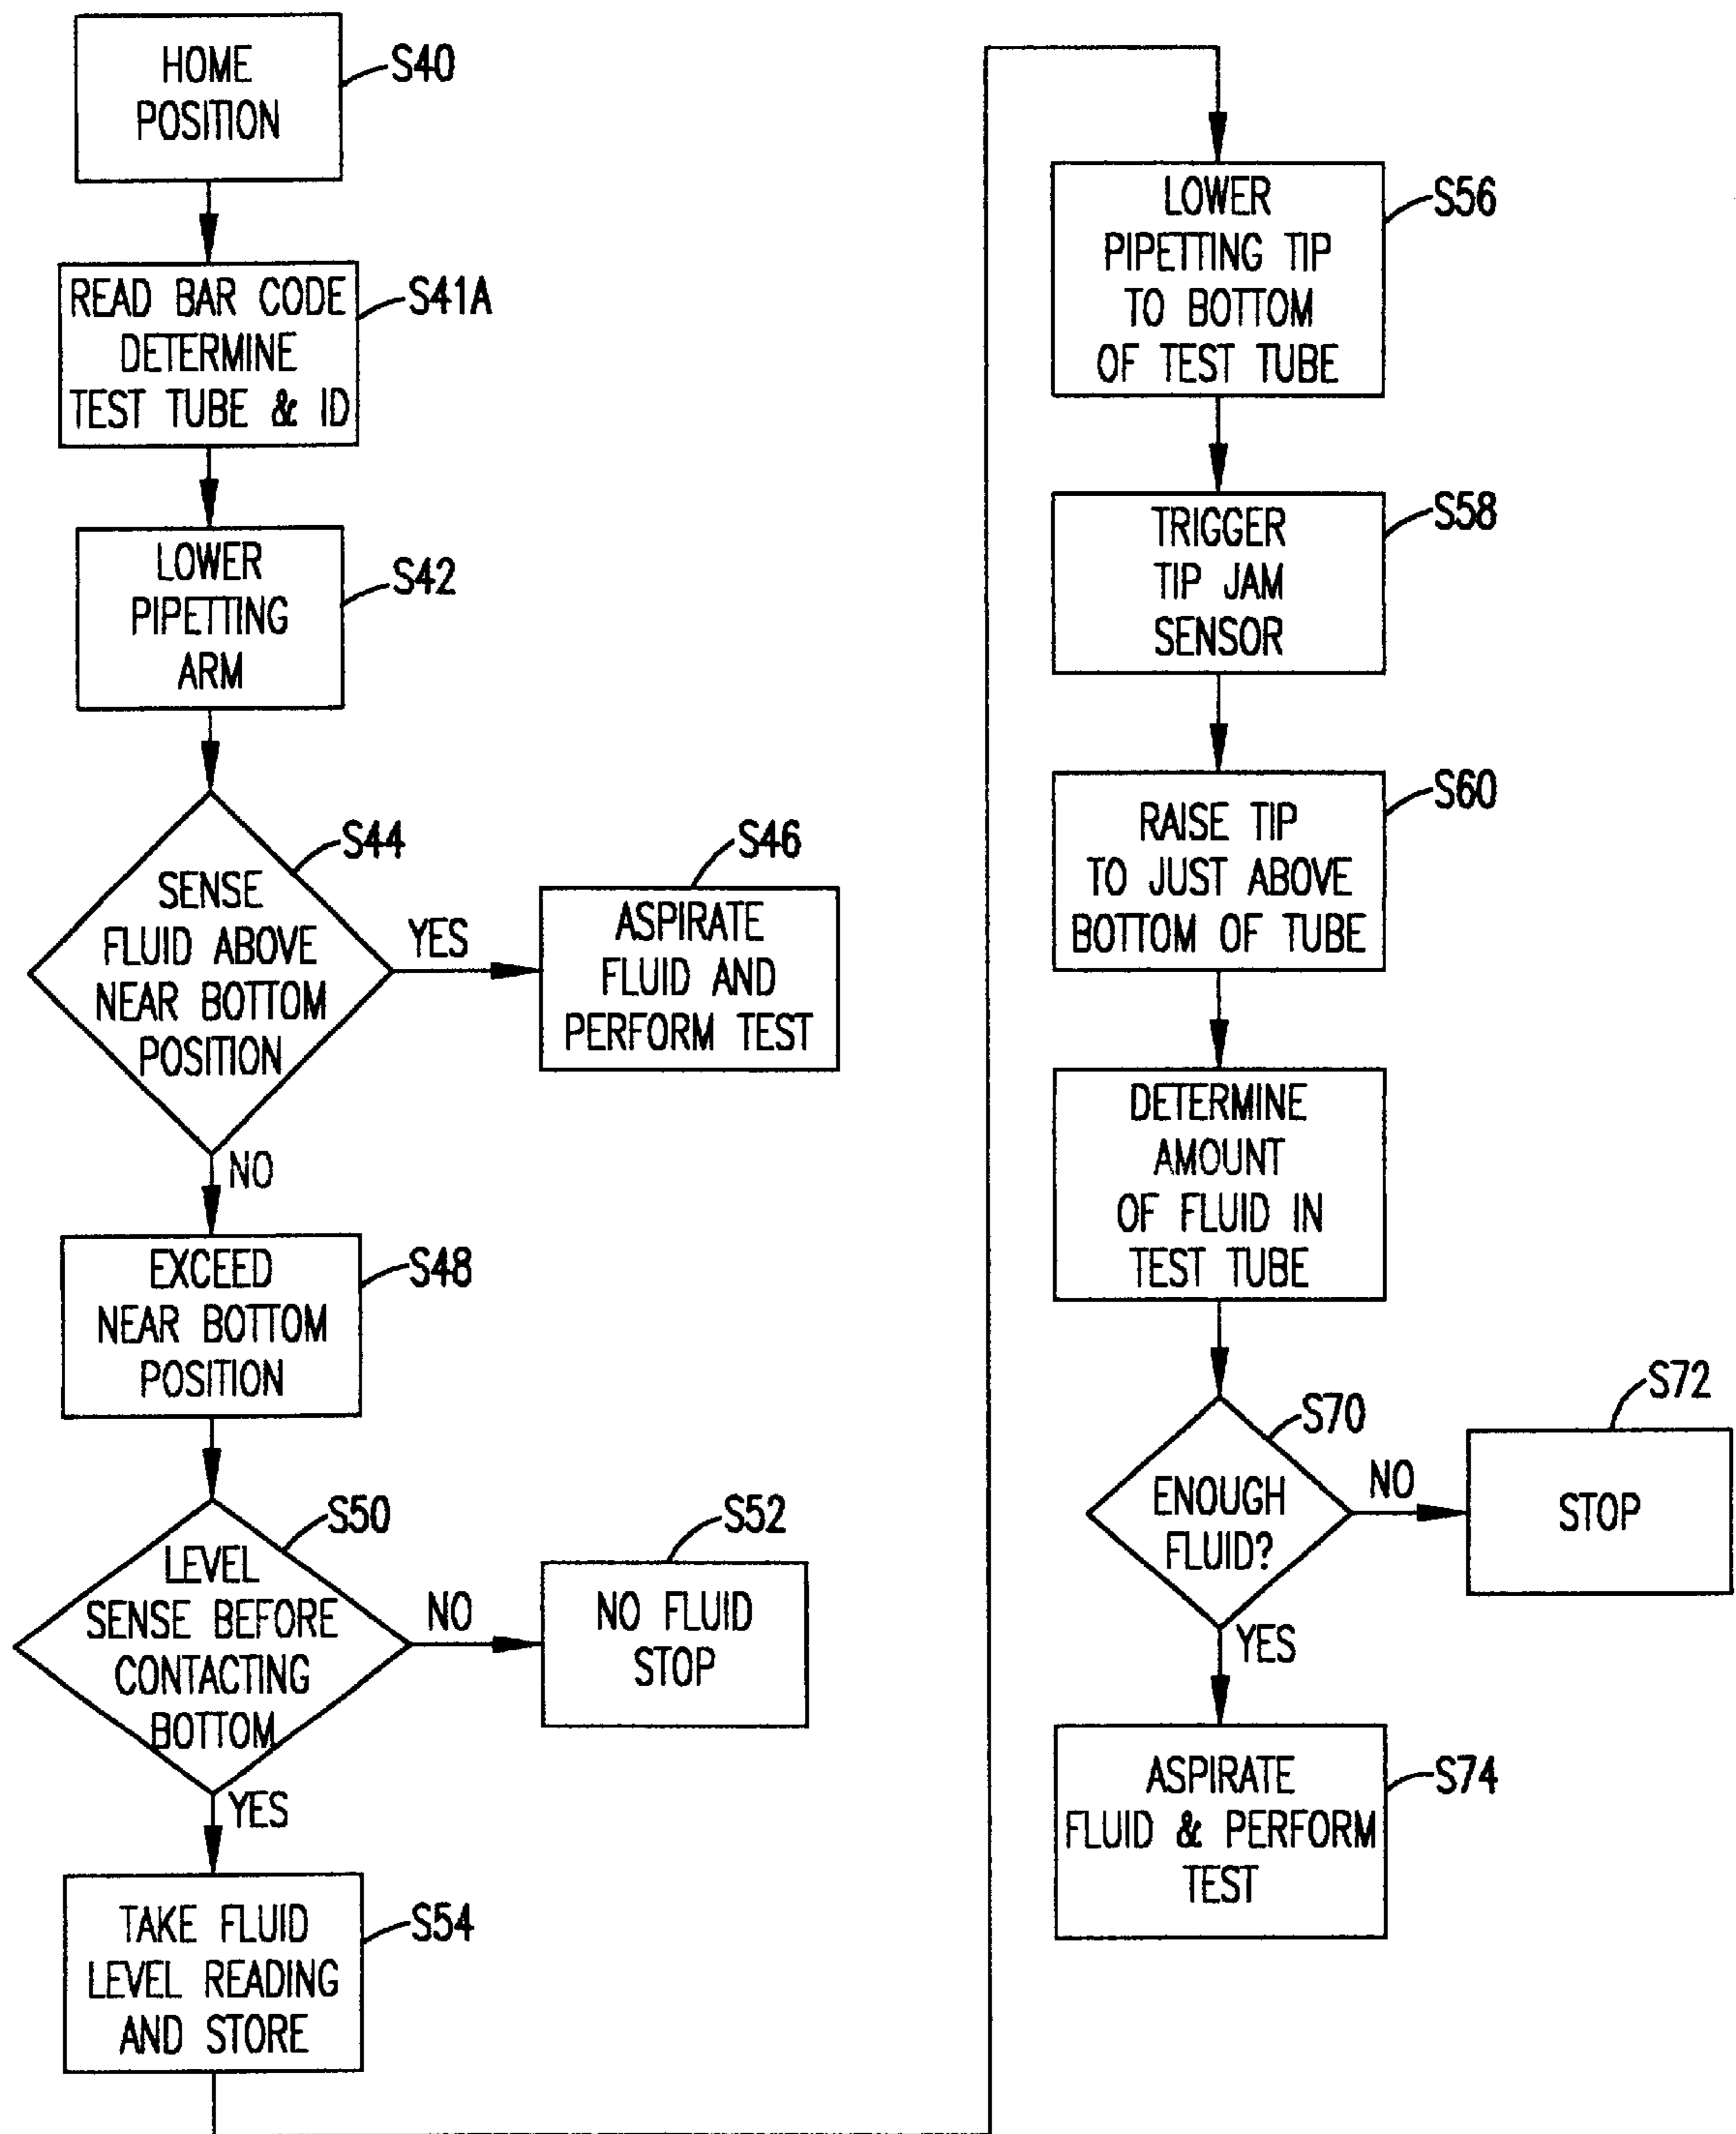 HOME
POSITION
S40
READ BAR CODE
DETERMINE
TEST TUBE & ID
S41A
LOWER
PIPETTING
ARM
S42
SENSE
FLUID ABOVE
NEAR BOTTOM
POSITION
S44
YES
ASPIRATE
FLUID AND
PERFORM TEST
S46
NO
EXCEED
NEAR BOTTOM
POSITION
S48
LEVEL
SENSE BEFORE
CONTACTING
BOTTOM
S50
NO
NO FLUID
STOP
S52
YES
TAKE FLUID
LEVEL READING
AND STORE
S54
LOWER
PIPETTING TIP
TO BOTTOM
OF TEST TUBE
S56
TRIGGER
TIP JAM
SENSOR
S58
RAISE TIP
TO JUST ABOVE
BOTTOM OF TUBE
S60
DETERMINE
AMOUNT
OF FLUID IN
TEST TUBE
ENOUGH
FLUID?
S70
NO
STOP
S72
YES
ASPIRATE
FLUID & PERFORM
TEST
S74